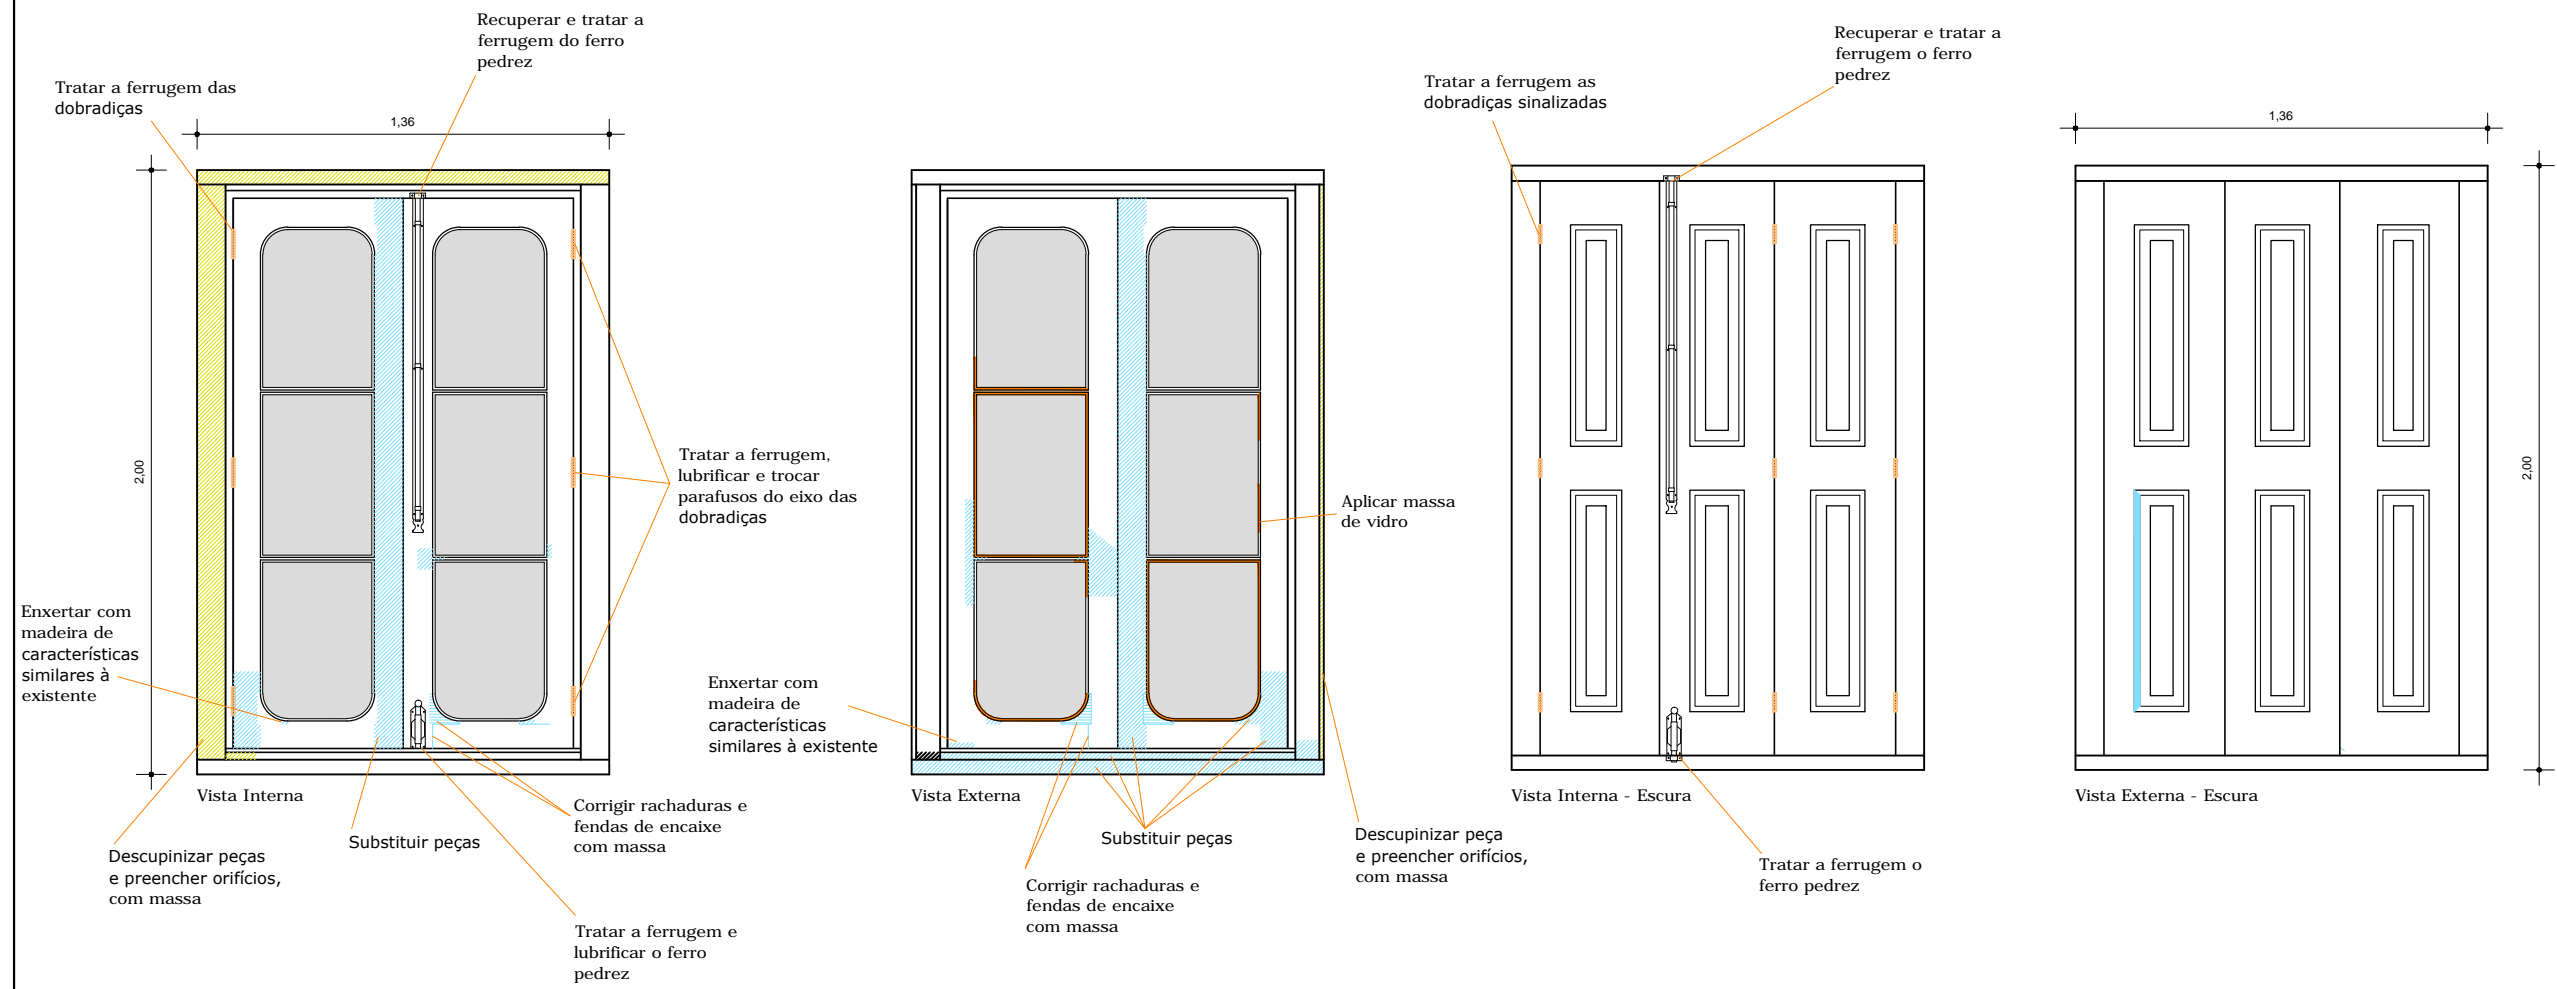 Recuperar e tratar a
ferrugem do ferro
pedrez
Tratar a ferrugem das
dobradiças
1,36
2,00
Tratar a ferrugem,
lubrificar e trocar
parafusos do eixo das
dobradiças
Enxertar com
madeira de
características
similares à
existente
Vista Interna
Descupinizar peças
e preencher orifícios,
com massa
Substituir peças
Corrigir rachaduras e
fendas de encaixe
com massa
Tratar a ferrugem e
lubrificar o ferro
pedrez
Enxertar com
madeira de
características
similares à existente
Aplicar massa
de vidro
Vista Externa
Substituir peças
Corrigir rachaduras e
fendas de encaixe
com massa
Descupinizar peça
e preencher orifícios,
com massa
Recuperar e tratar a
ferrugem o ferro
pedrez
Tratar a ferrugem as
dobradiças sinalizadas
Vista Interna - Escura
Tratar a ferrugem o
ferro pedrez
1,36
2,00
Vista Externa - Escura